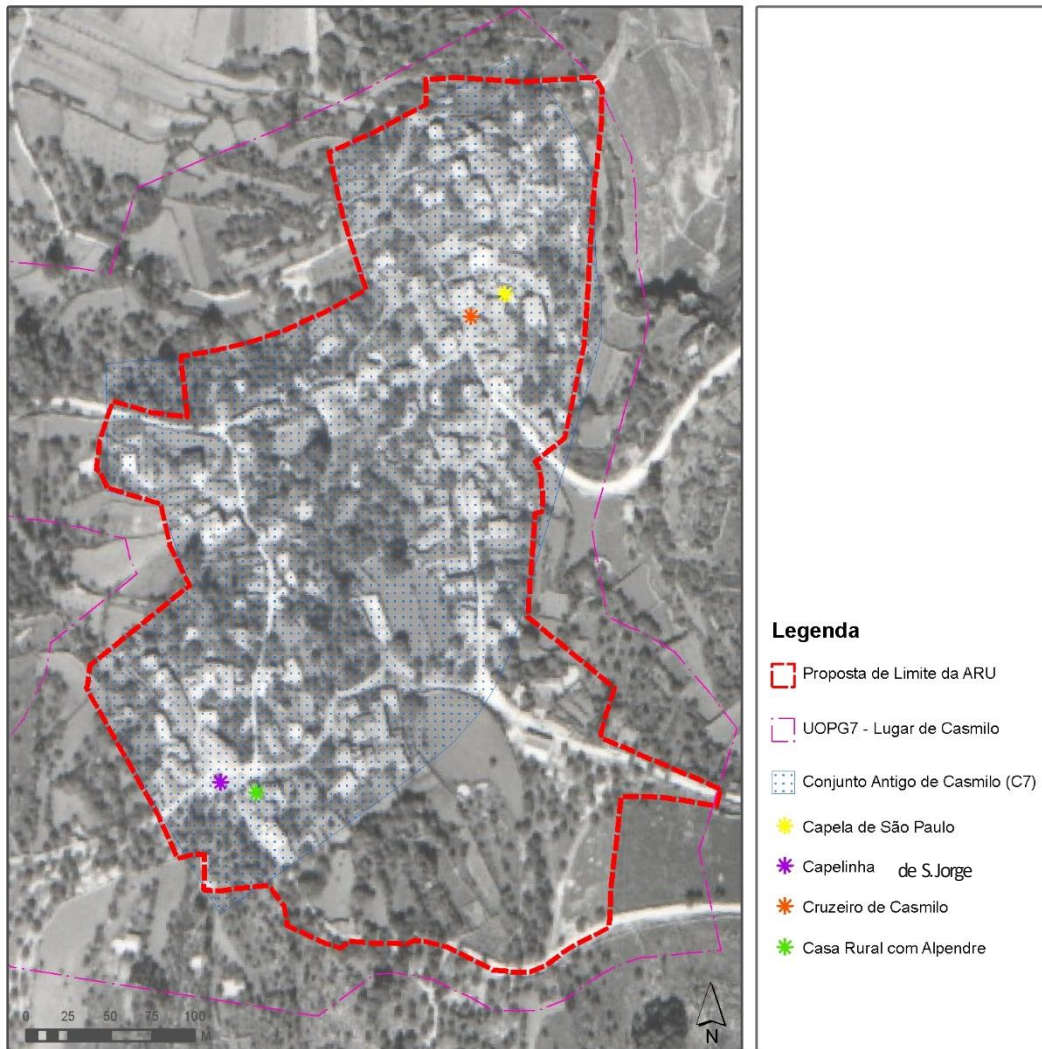 Legenda
Proposta de Limite da ARU
UOPG7 - Lugar de Casmilo
Conjunto Antigo de Casmilo (C7)
Capela de São Paulo
Capelinha de S.Jorge
Cruzeiro de Casmilo
Casa Rural com Alpendre
0 25 50 75 100
M
N